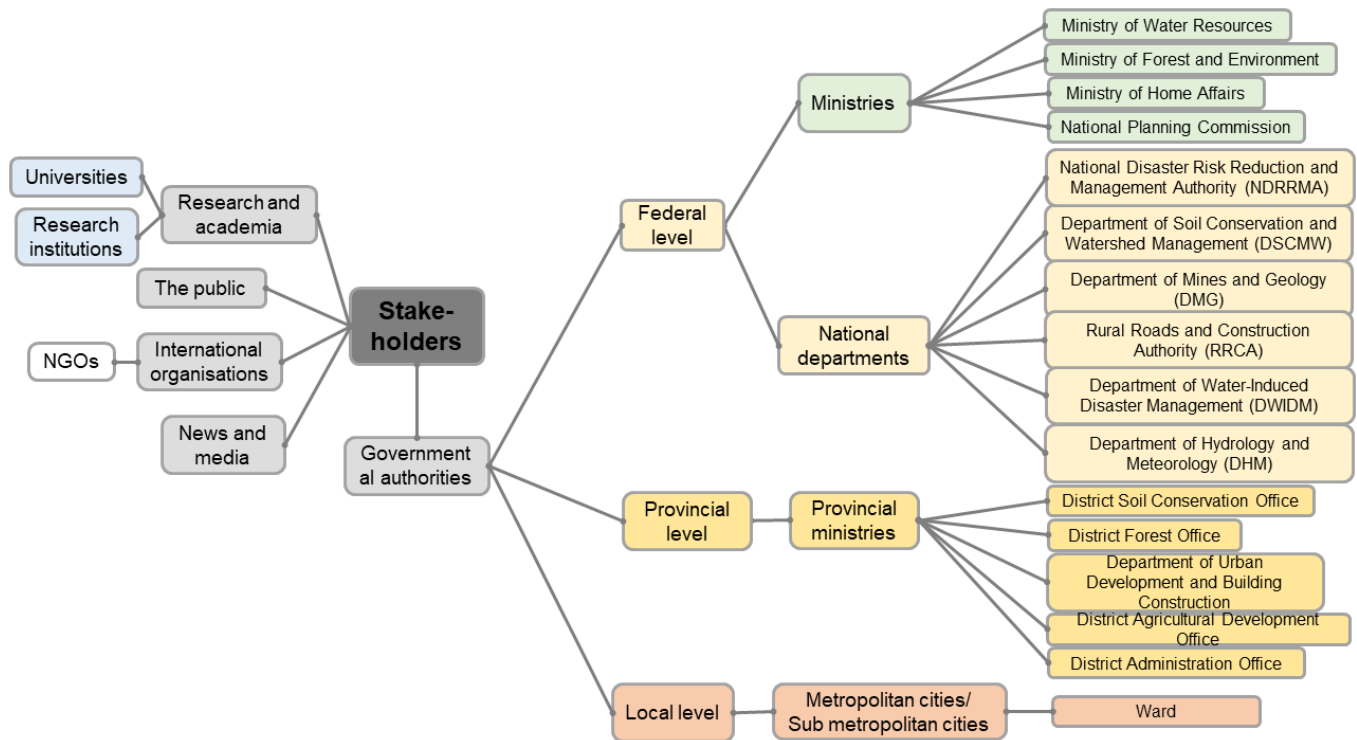 Universities
Research
institutions
Research and
academia
The public
NGOs
International
organisations
News and
media
Stake-
holders
Government
al authorities
Federal
level
Ministries
Ministry of Water Resources
Ministry of Forest and Environment
Ministry of Home Affairs
National Planning Commission
National
departments
National Disaster Risk Reduction and
Management Authority (NDRRMA)
Department of Soil Conservation and
Watershed Management (DSCMW)
Department of Mines and Geology
(DMG)
Rural Roads and Construction
Authority (RRCA)
Department of Water-Induced
Disaster Management (DWIDM)
Department of Hydrology and
Meteorology (DHM)
Provincial
level
Provincial
ministries
District Soil Conservation Office
District Forest Office
Department of Urban
Development and Building
Construction
District Agricultural Development
Office
District Administration Office
Local level
Metropolitan cities/
Sub metropolitan cities
Ward